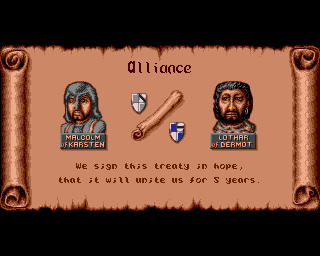 Alliance
MALCOLM
of KARSTEN
LOTHAR
of DERMOT
We sign this treaty in hope,
that it will unite us for 5 years.